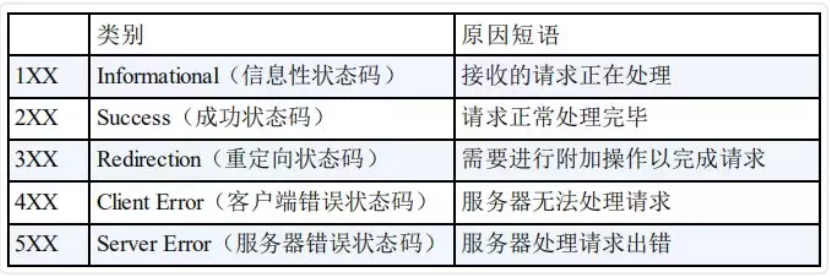 类别 原因短语
1XX Informational（信息性状态码） 接收的请求正在处理
2XX Success（成功状态码） 请求正常处理完毕
3XX Redirection（重定向状态码） 需要进行附加操作以完成请求
4XX Client Error（客户端错误状态码） 服务器无法处理请求
5XX Server Error（服务器错误状态码） 服务器处理请求出错